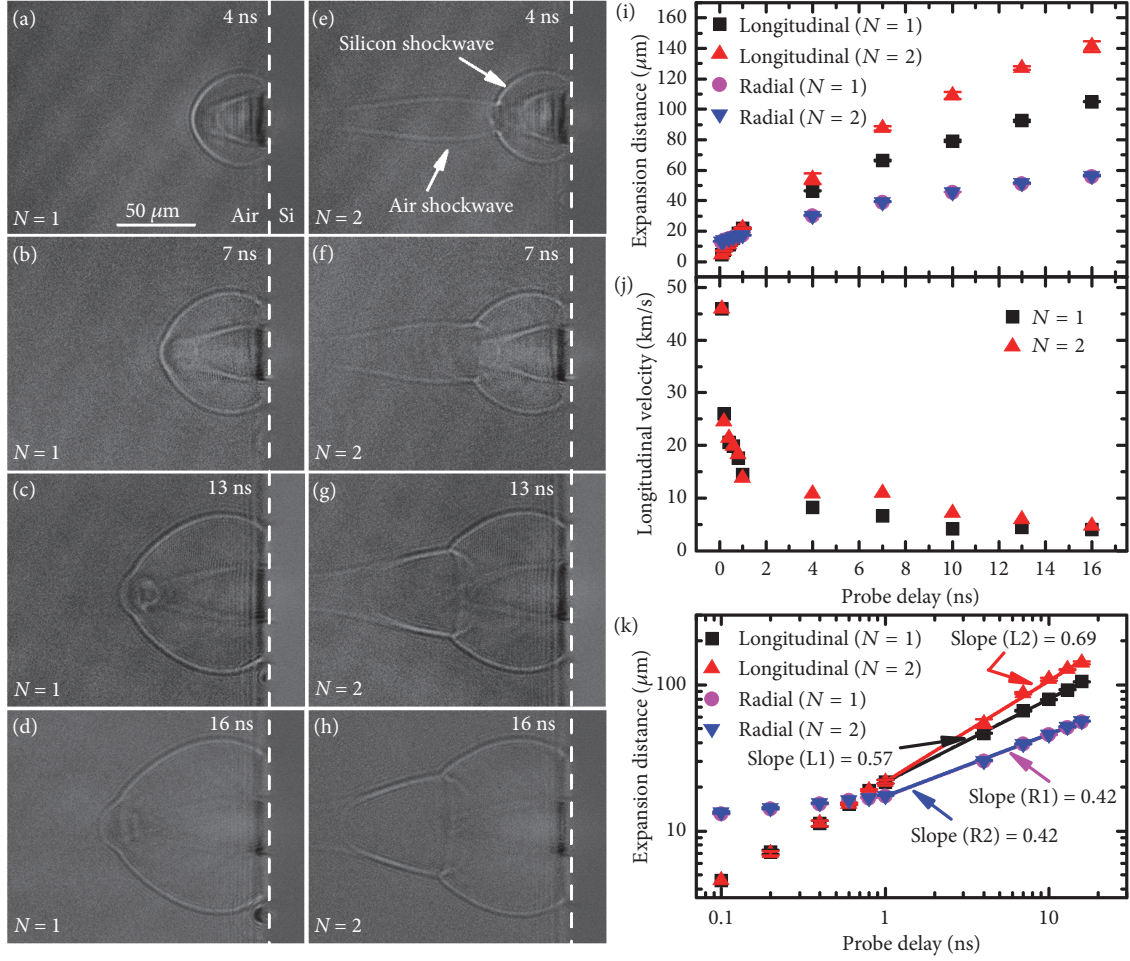 (a)
4 ns
N = 1
50 μm
Air
Si
(b)
7 ns
N = 1
(c)
13 ns
N = 1
(d)
16 ns
N = 1
(e)
4 ns
Silicon shockwave
Air shockwave
N = 2
(f)
7 ns
N = 2
(g)
13 ns
N = 2
(h)
16 ns
N = 2
(i)
Expansion distance (μm)
160
140
120
100
80
60
40
20
0
Longitudinal (N = 1)
Longitudinal (N = 2)
Radial (N = 1)
Radial (N = 2)
(j)
Longitudinal velocity (km/s)
50
40
30
20
10
0
N = 1
N = 2
0 2 4 6 8 10 12 14 16
Probe delay (ns)
(k)
Expansion distance (μm)
100
10
Longitudinal (N = 1)
Longitudinal (N = 2)
Radial (N = 1)
Radial (N = 2)
Slope (L2) = 0.69
Slope (L1) = 0.57
Slope (R1) = 0.42
Slope (R2) = 0.42
0.1 1 10
Probe delay (ns)